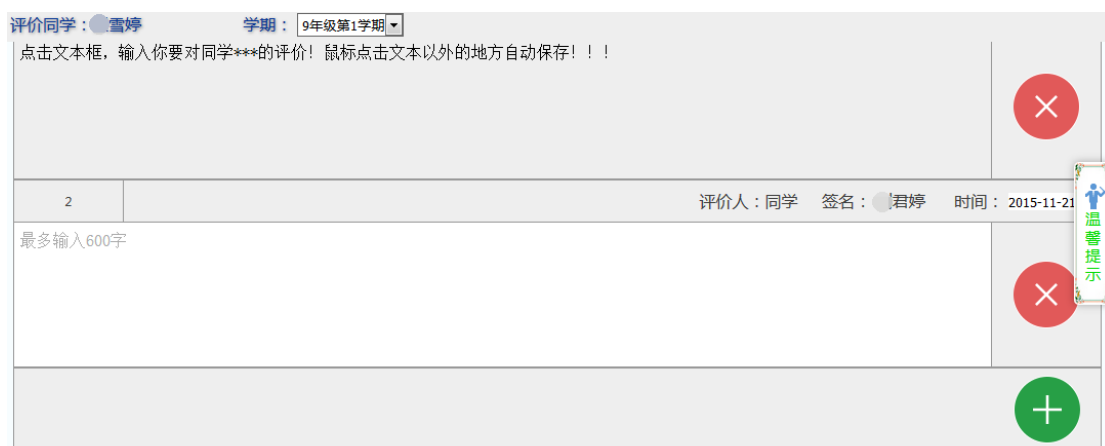 评价同学：雪婷 学期： 9年级第1学期
点击文本框，输入你要对同学***的评价！鼠标点击文本以外的地方自动保存！！！
2 评价人：同学 签名： 君婷 时间： 2015-11-21
最多输入600字
温馨提示